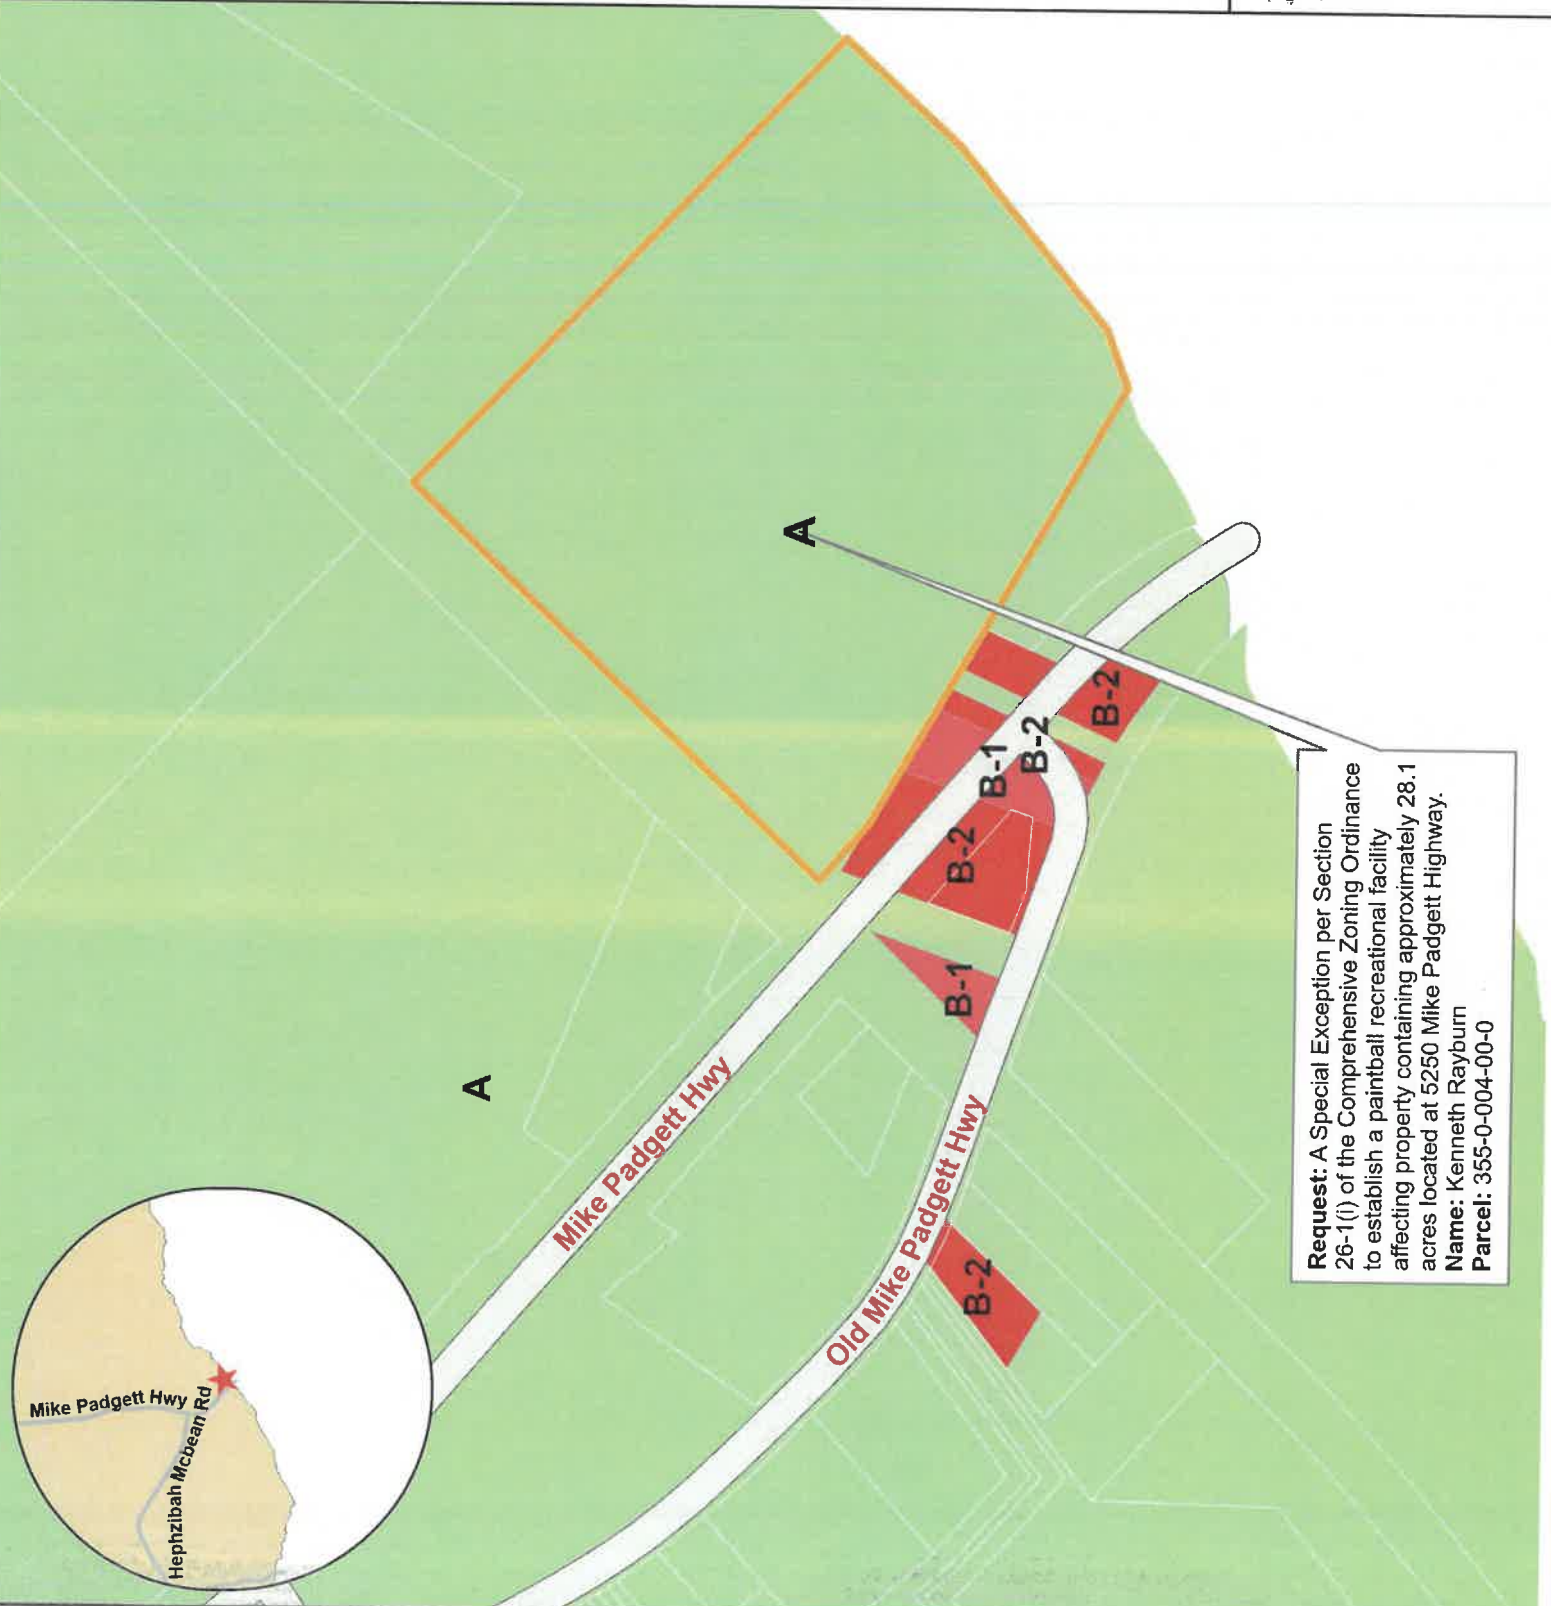 Mike Padgett Hwy
Hephzibah Mcbean Rd
A
A
Mike Padgett Hwy
Old Mike Padgett Hwy
B-2
B-1
B-2
B-1
B-2
B-2
Request: A Special Exception per Section
26-1(i) of the Comprehensive Zoning Ordinance
to establish a paintball recreational facility
affecting property containing approximately 28.1
acres located at 5250 Mike Padgett Highway.
Name: Kenneth Rayburn
Parcel: 355-0-004-00-0